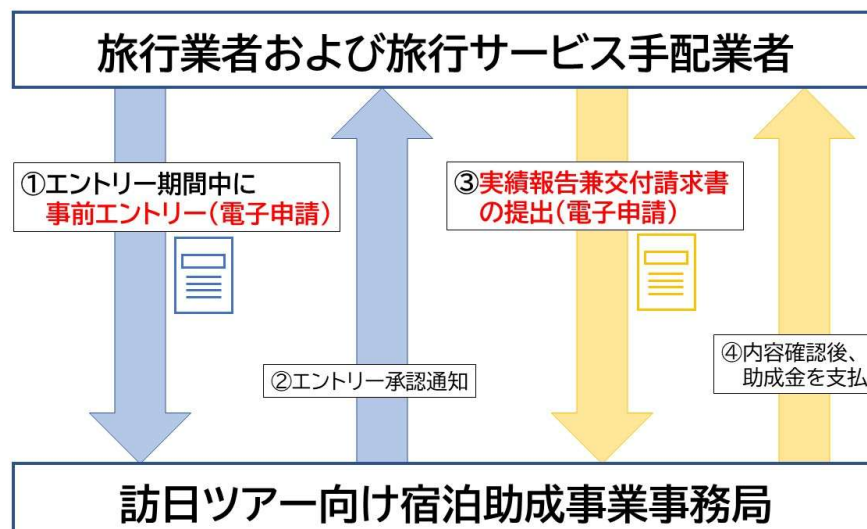 旅行業者および旅行サービス手配業者
①エントリー期間中に
事前エントリー(電子申請)
③実績報告兼交付請求書
の提出(電子申請)
②エントリー承認通知
④内容確認後、
助成金を支払
訪日ツアー向け宿泊助成事業事務局